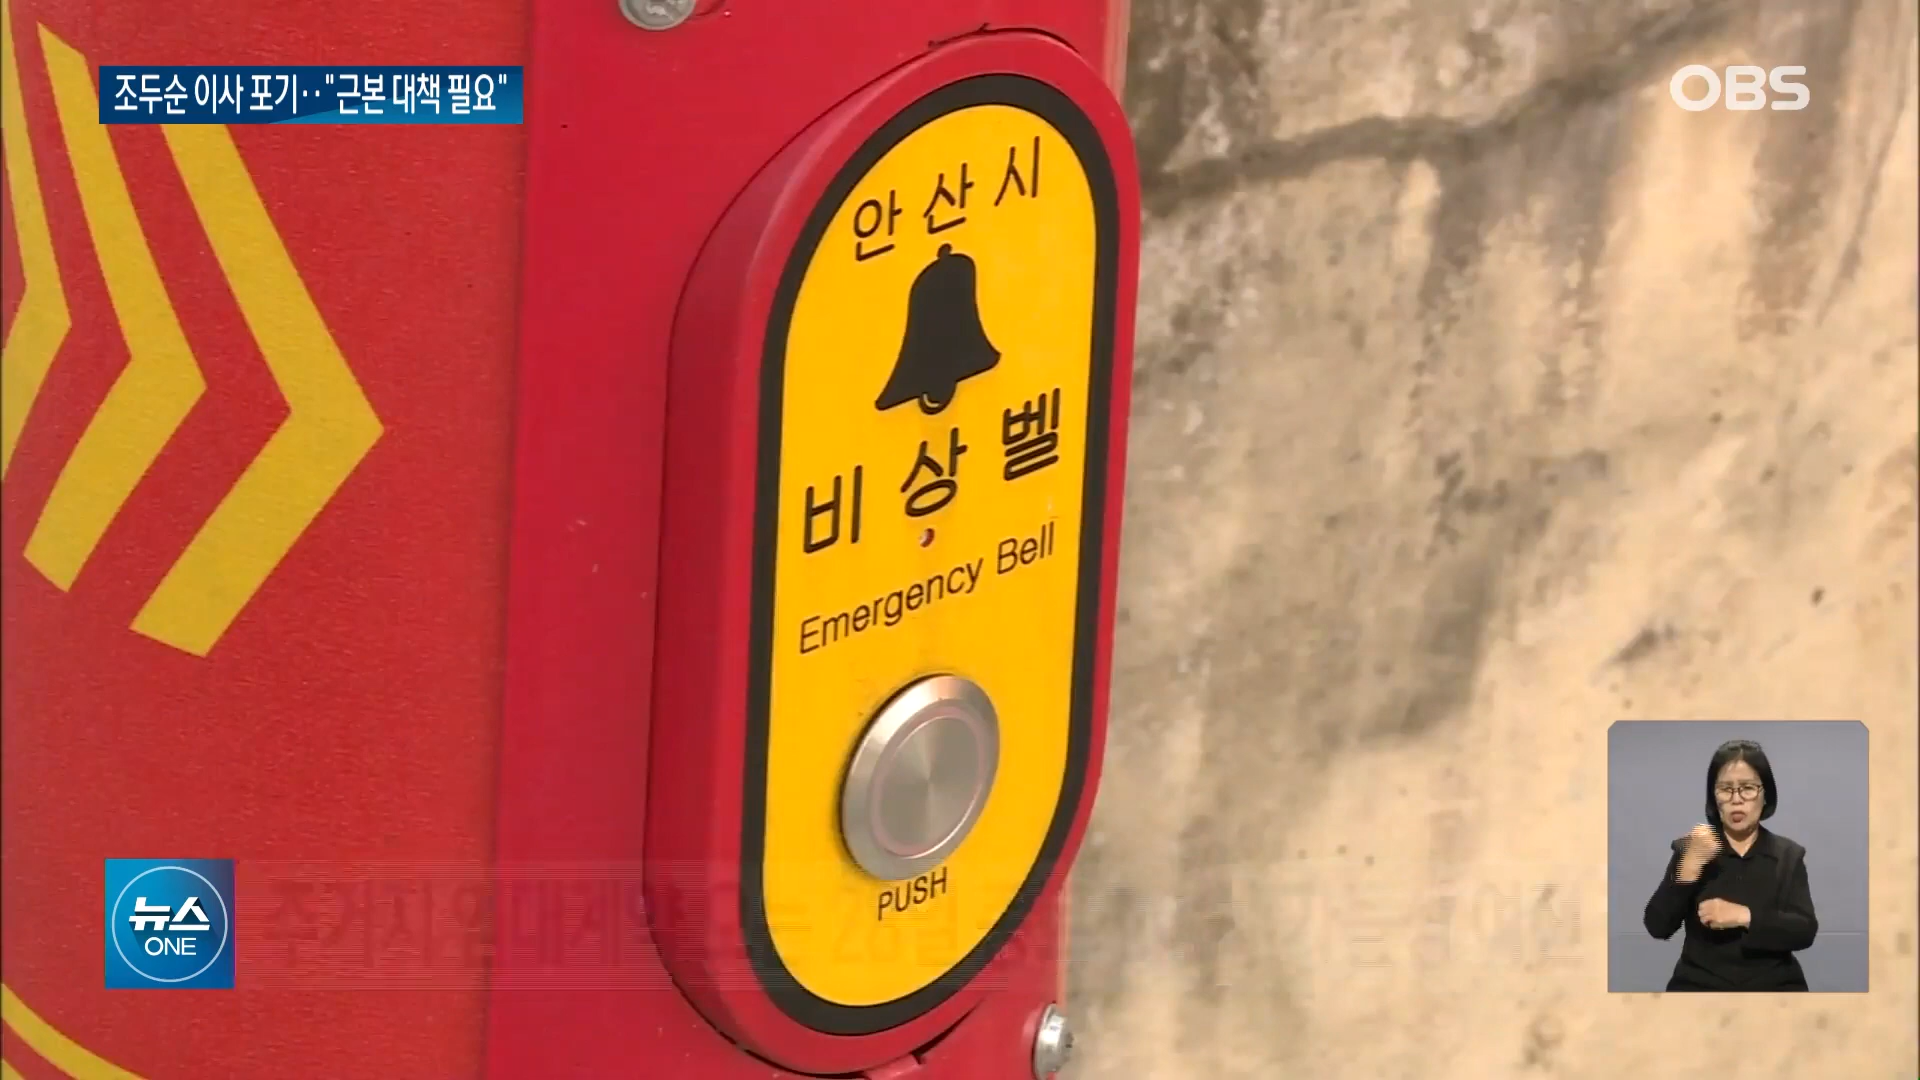 조두순 이사 포기‥"근본 대책 필요"
OBS
안산시
비상벨
Emergency Bell
PUSH
뉴스
ONE